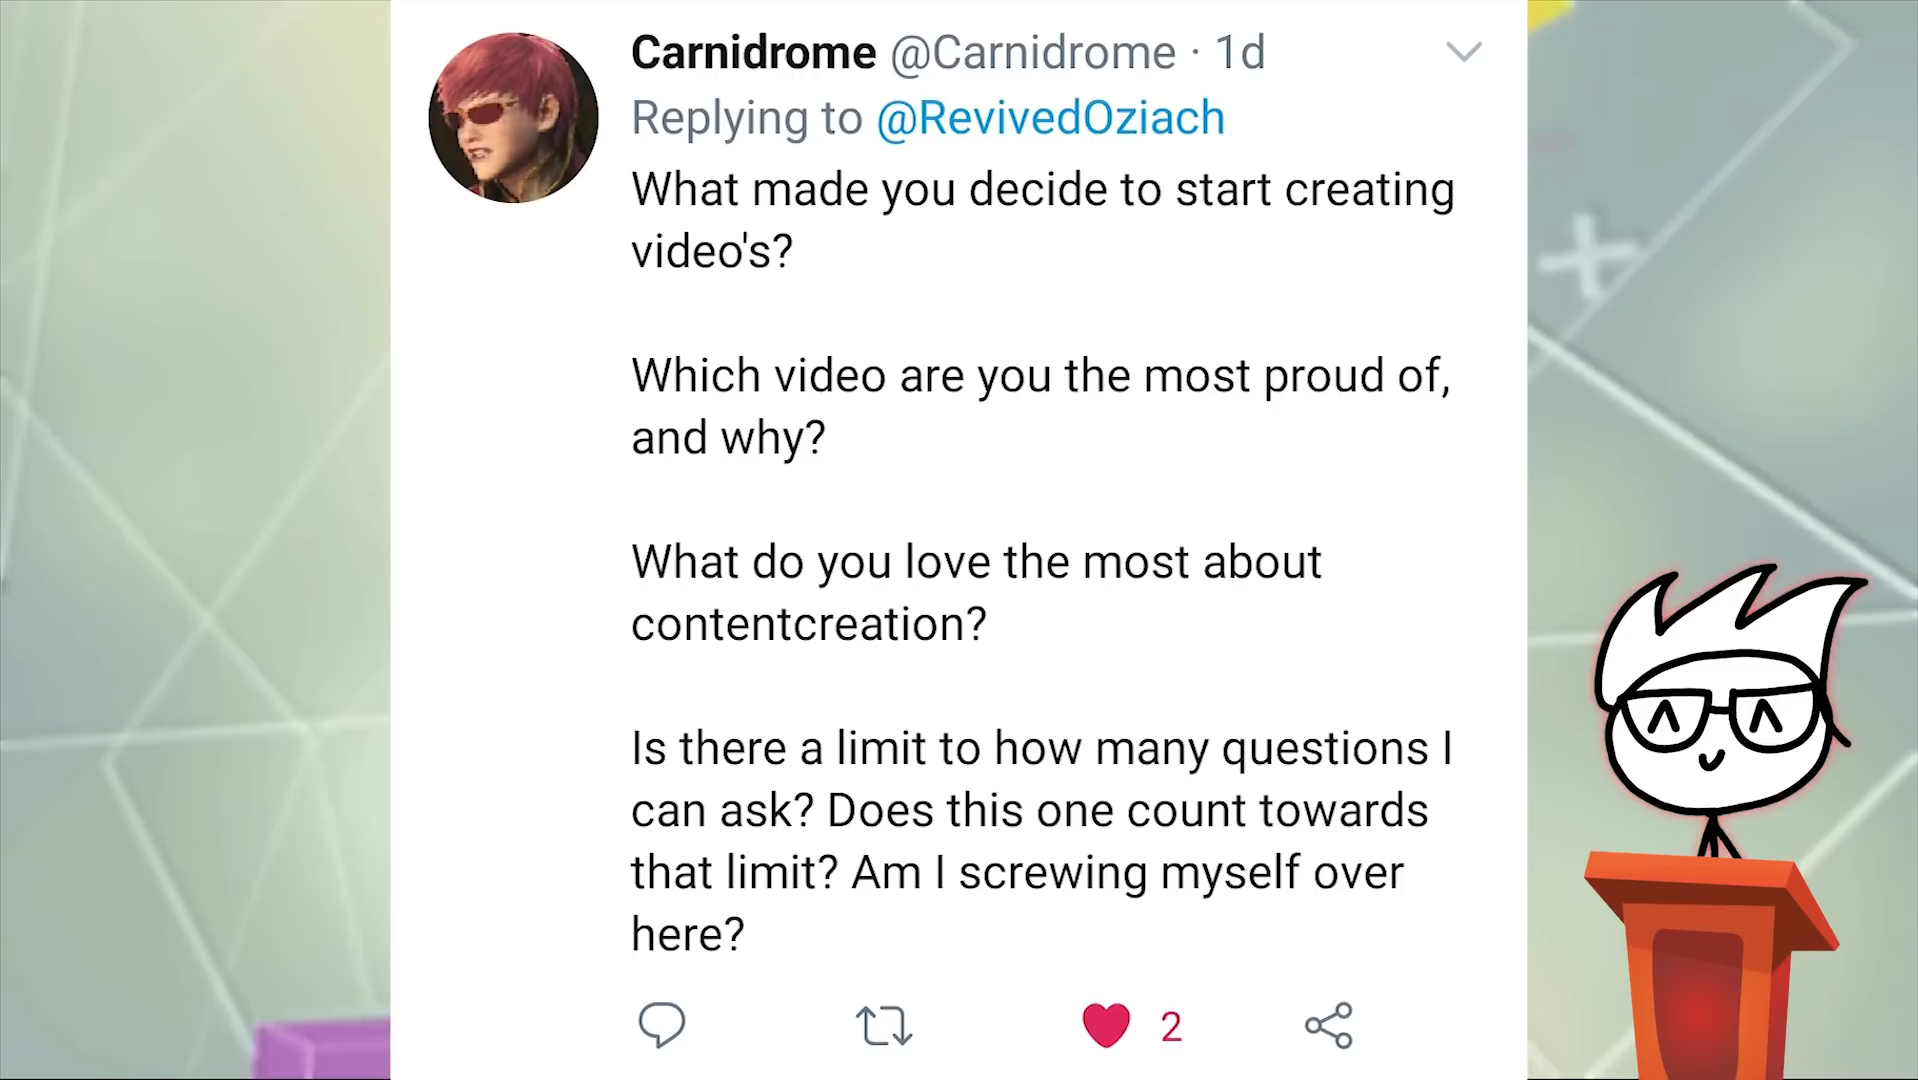 Carnidrome @Carnidrome · 1d
Replying to @RevivedOziach
What made you decide to start creating
video's?
Which video are you the most proud of,
and why?
What do you love the most about
contentcreation?
Is there a limit to how many questions I
can ask? Does this one count towards
that limit? Am I screwing myself over
here?
2